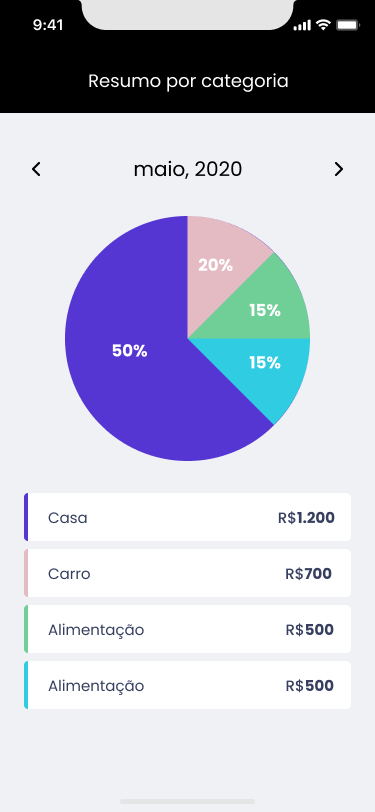 9:41
Resumo por categoria
maio, 2020
20%
15%
50%
15%
Casa R$1.200
Carro R$700
Alimentação R$500
Alimentação R$500